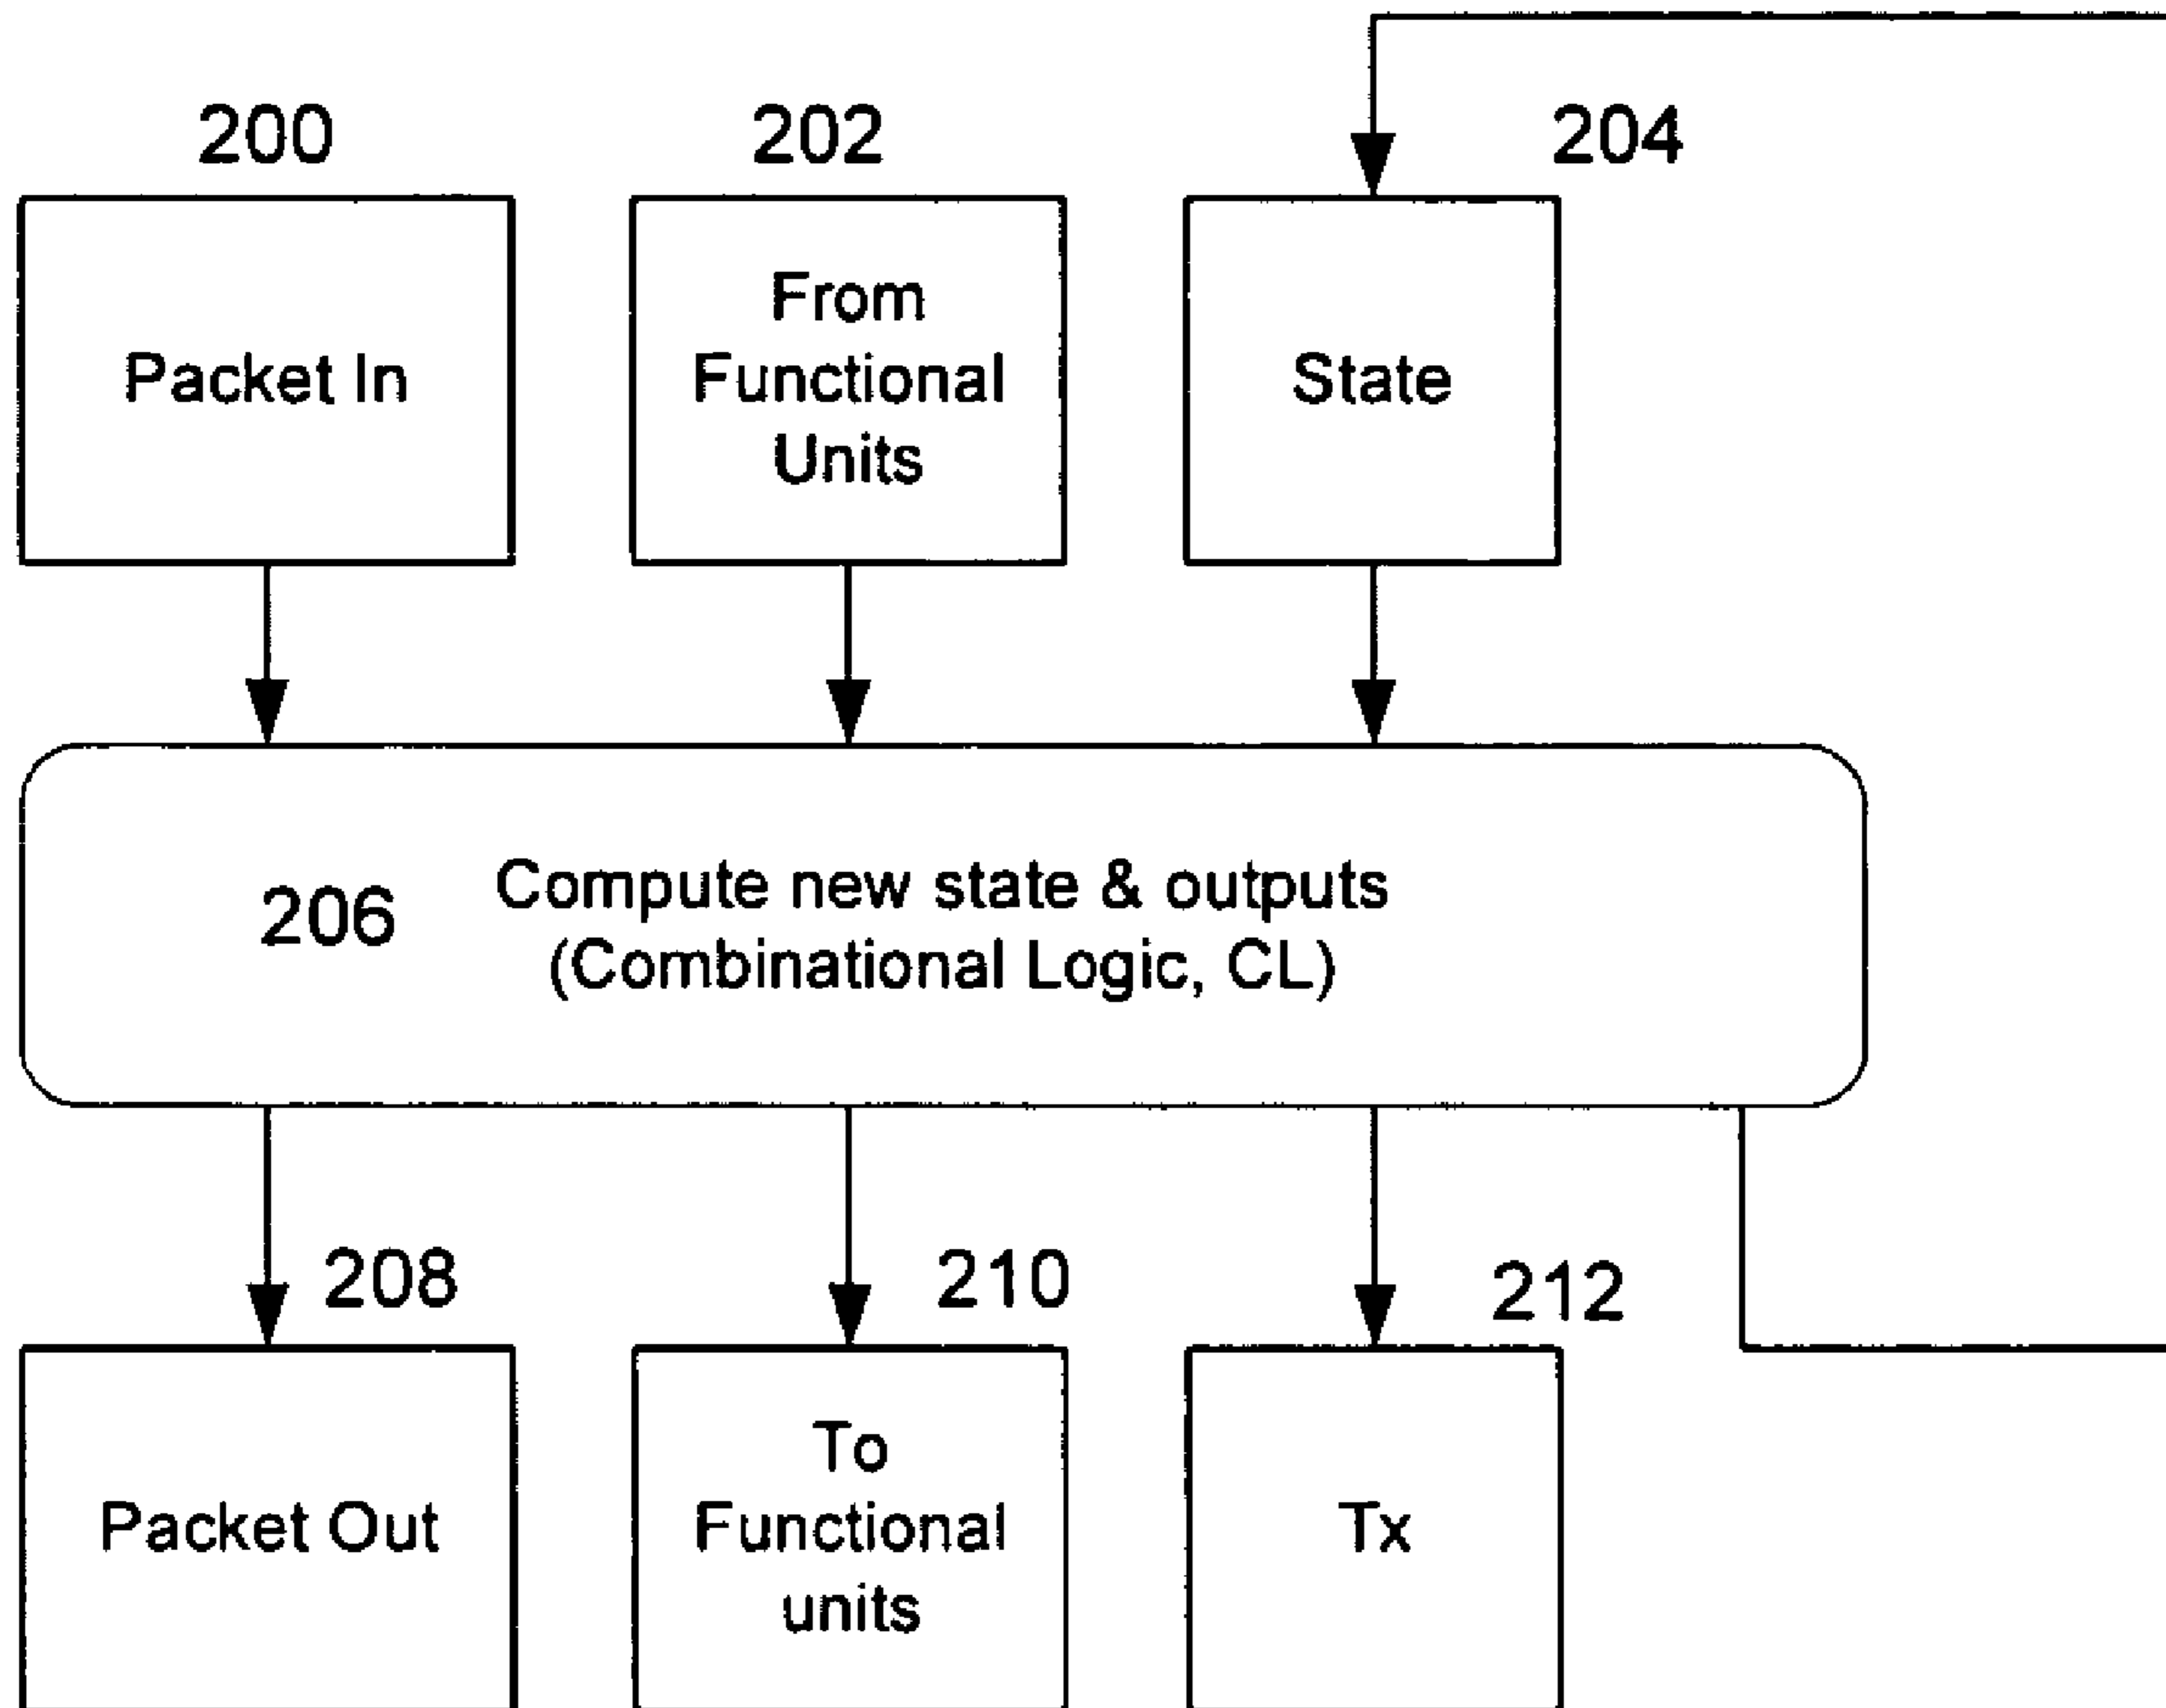 200
202
204
Packet In
From
Functional
Units
State
206
Compute new state & outputs
(Combinational Logic, CL)
208
210
212
Packet Out
To
Functional
units
Tx